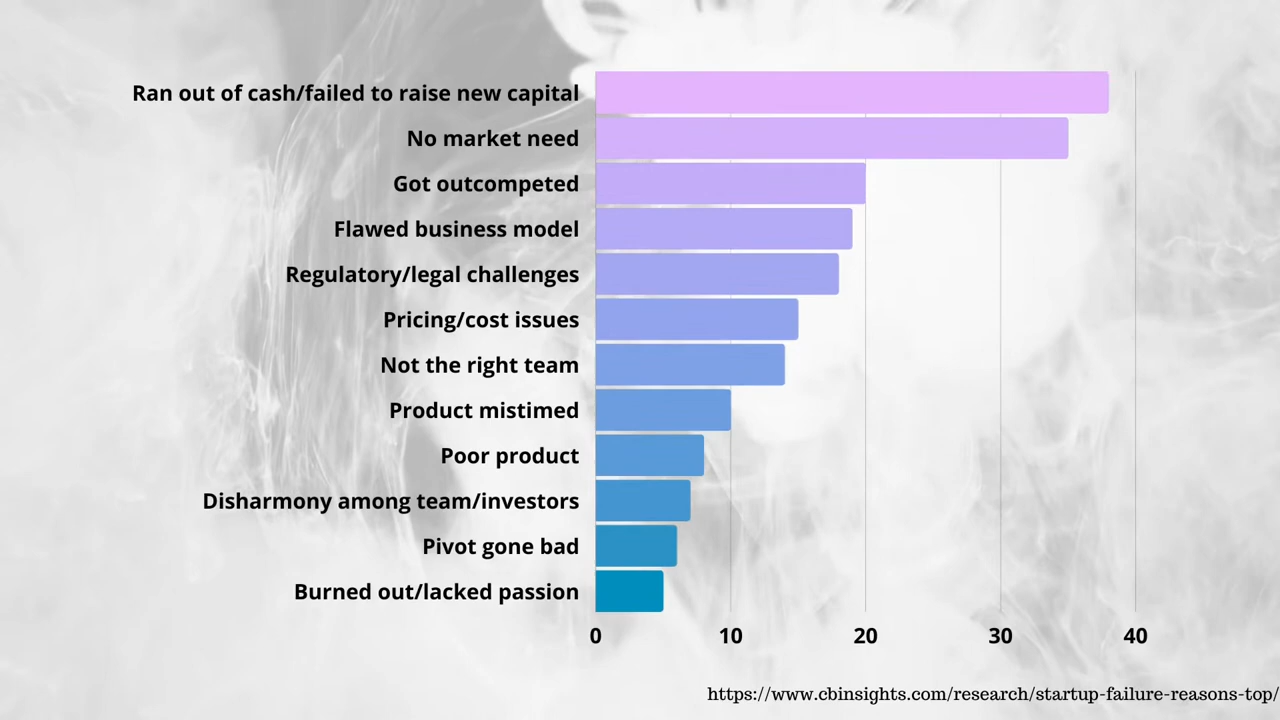 Ran out of cash/failed to raise new capital
No market need
Got outcompeted
Flawed business model
Regulatory/legal challenges
Pricing/cost issues
Not the right team
Product mistimed
Poor product
Disharmony among team/investors
Pivot gone bad
Burned out/lacked passion
0 10 20 30 40
https://www.cbinsights.com/research/startup-failure-reasons-top/